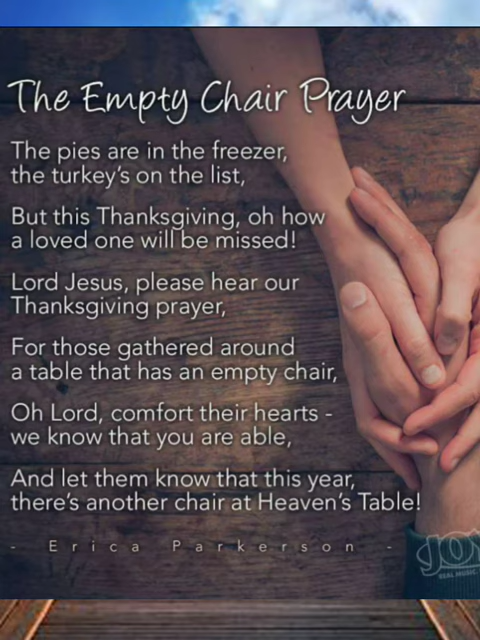 The Empty Chair Prayer
The pies are in the freezer,
the turkey's on the list,
But this Thanksgiving, oh how
a loved one will be missed!
Lord Jesus, please hear our
Thanksgiving prayer,
For those gathered around
a table that has an empty chair,
Oh Lord, comfort their hearts -
we know that you are able,
And let them know that this year,
there's another chair at Heaven's Table!
- Erica Parkerson -
REAL MUSIC